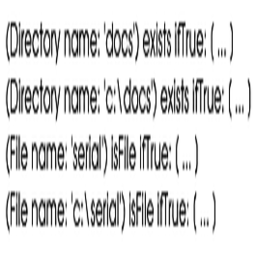 (Directory name: 'docs') exists ifTrue: ( ... )
(Directory name: 'c:\docs') exists ifTrue: ( ... )
(File name: 'serial') isFile ifTrue: ( ... )
(File name: 'c:\serial') isFile ifTrue: ( ... )